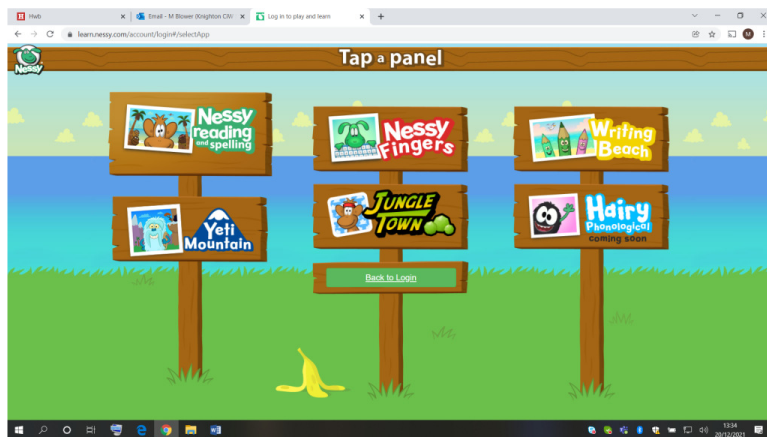 Hwb
Email - M Blower (Knighton CiW
Log in to play and learn
learn.nessy.com/account/login#/selectApp
M
Nessy
Tap a panel
Nessy
reading
and spelling
Nessy
Fingers
Writing
Beach
Yeti
Mountain
Jungle
Town
Hairy
Phonological
coming soon
Back to Login
13:34
20/12/2021